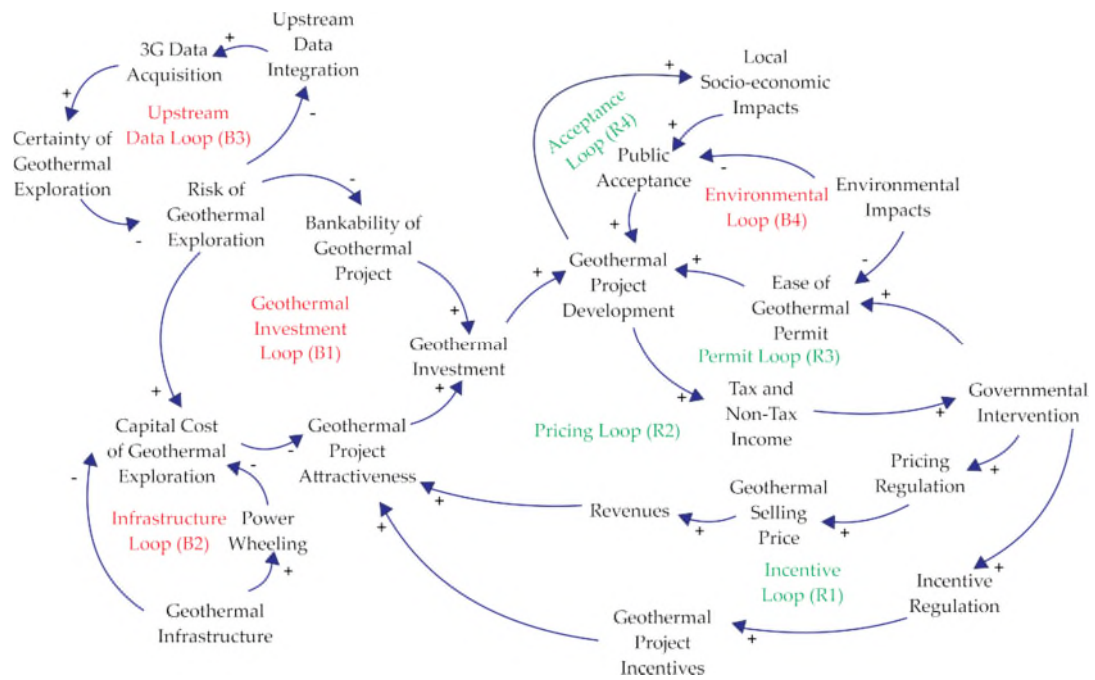 Upstream
Data
Integration
3G Data
Acquisition
+
+
Upstream
Data Loop (B3)
-
Certainty of
Geothermal
Exploration
-
Risk of
Geothermal
Exploration
-
Bankability of
Geothermal
Project
+
Geothermal
Investment
Loop (B1)
+
Geothermal
Investment
+
+
Capital Cost
of Geothermal
Exploration
-
-
-
Geothermal
Project
Attractiveness
Infrastructure
Loop (B2)
Power
Wheeling
+
Geothermal
Infrastructure
+
Local
Socio-economic
Impacts
Acceptance
Loop (R4)
+
Public
Acceptance
-
Environmental
Loop (B4)
Environmental
Impacts
+
-
Geothermal
Project
Development
+
Ease of
Geothermal
Permit
+
Permit Loop (R3)
+
Tax and
Non-Tax
Income
+
Governmental
Intervention
Pricing Loop (R2)
+
Pricing
Regulation
Geothermal
Selling
Price
+
Revenues
+
+
Incentive
Loop (R1)
+
Incentive
Regulation
+
Geothermal
Project
Incentives
+